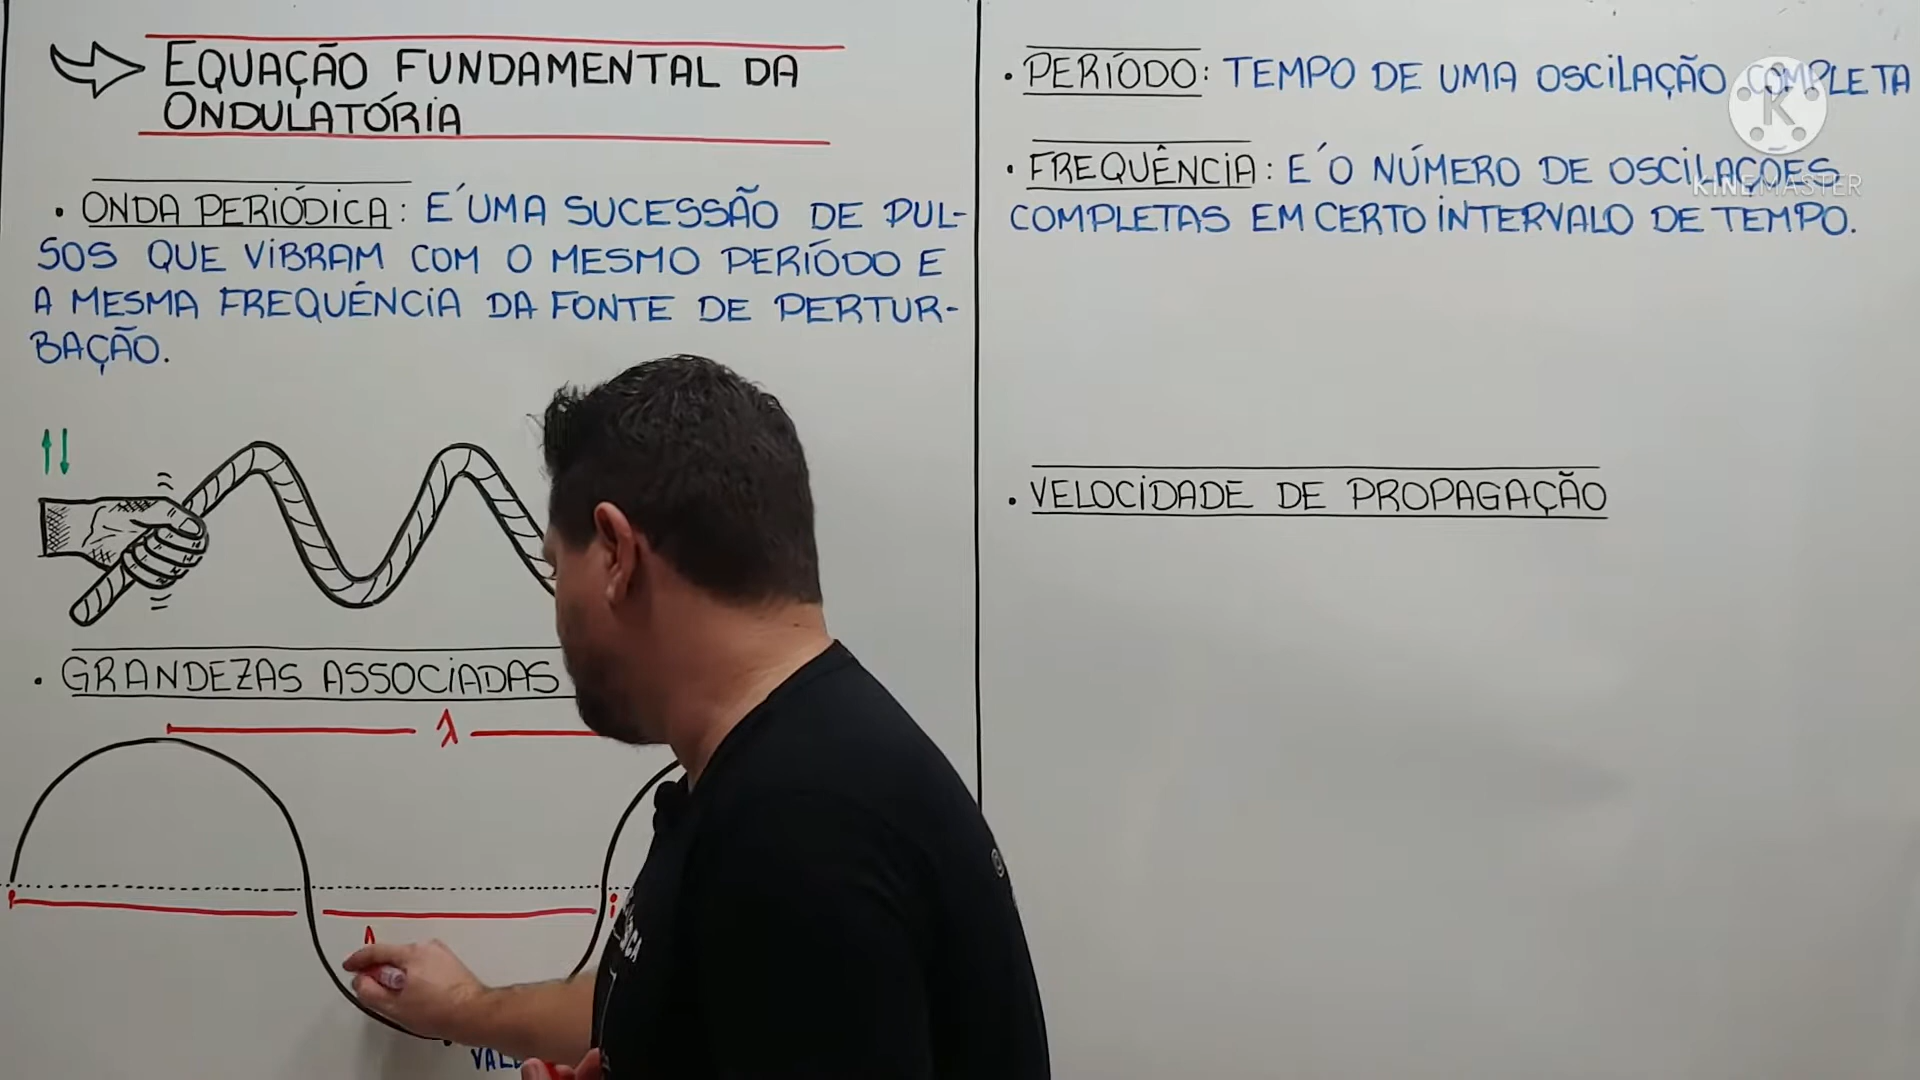 EQUAÇÃO FUNDAMENTAL DA
ONDULATÓRIA
. ONDA PERIÓDICA: E´ UMA SUCESSÃO DE PUL-
SOS QUE VIBRAM COM O MESMO PERÍODO E
A MESMA FREQUÊNCIA DA FONTE DE PERTUR-
BAÇÃO.
. GRANDEZAS ASSOCIADAS
λ
. PERÍODO: TEMPO DE UMA OSCILAÇÃO COMPLETA
. FREQUÊNCIA: E´ O NÚMERO DE OSCILAÇÕES
COMPLETAS EM CERTO INTERVALO DE TEMPO.
. VELOCIDADE DE PROPAGAÇÃO
K
KINEMASTER